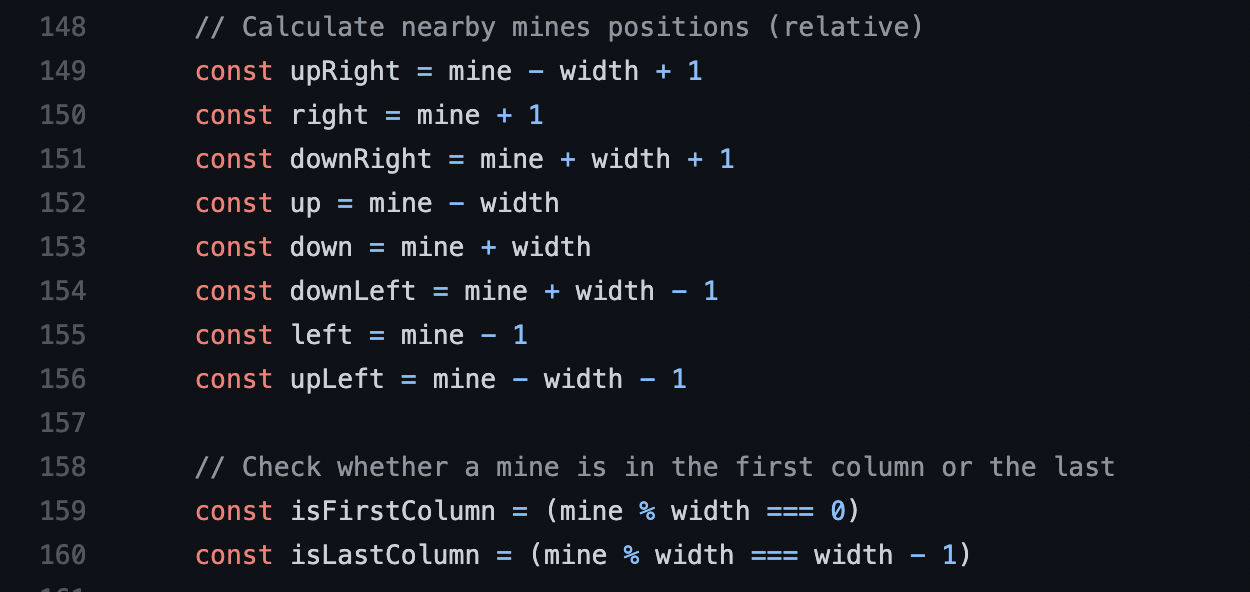 148 // Calculate nearby mines positions (relative)
149 const upRight = mine - width + 1
150 const right = mine + 1
151 const downRight = mine + width + 1
152 const up = mine - width
153 const down = mine + width
154 const downLeft = mine + width - 1
155 const left = mine - 1
156 const upLeft = mine - width - 1
157
158 // Check whether a mine is in the first column or the last
159 const isFirstColumn = (mine % width === 0)
160 const isLastColumn = (mine % width === width - 1)